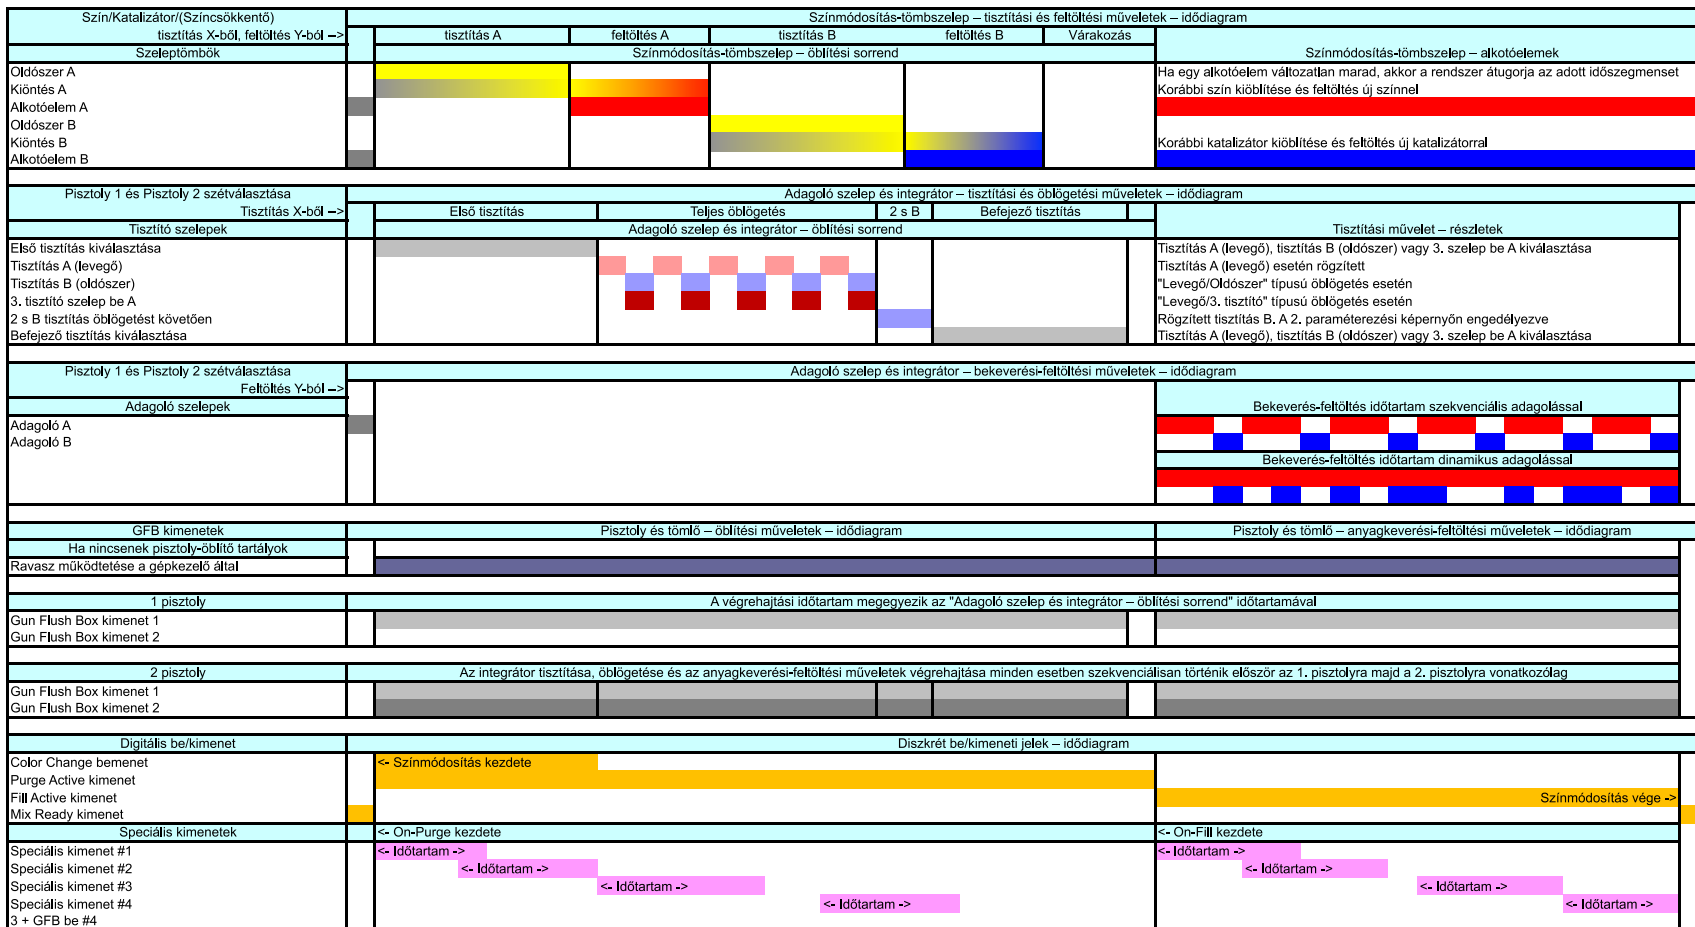 Szín/Katalizátor/(Színcsökkentő)
Színmódosítás-tömbszelep – tisztítási és feltöltési műveletek – idődiagram
tisztítás X-ből, feltöltés Y-ból –>
tisztítás A
feltöltés A
tisztítás B
feltöltés B
Várakozás
Szeleptömbök
Színmódosítás-tömbszelep – öblítési sorrend
Színmódosítás-tömbszelep – alkotóelemek
Oldószer A
Ha egy alkotóelem változatlan marad, akkor a rendszer átugorja az adott időszegmenset
Kiöntés A
Korábbi szín kiöblítése és feltöltés új színnel
Alkotóelem A
Oldószer B
Kiöntés B
Korábbi katalizátor kiöblítése és feltöltés új katalizátorral
Alkotóelem B
Pisztoly 1 és Pisztoly 2 szétválasztása
Adagoló szelep és integrátor – tisztítási és öblögetési műveletek – idődiagram
Tisztítás X-ből –>
Első tisztítás
Teljes öblögetés
2 s B
Befejező tisztítás
Tisztító szelepek
Adagoló szelep és integrátor – öblítési sorrend
Tisztítási művelet – részletek
Első tisztítás kiválasztása
Tisztítás A (levegő), tisztítás B (oldószer) vagy 3. szelep be A kiválasztása
Tisztítás A (levegő)
Tisztítás A (levegő) esetén rögzített
Tisztítás B (oldószer)
"Levegő/Oldószer" típusú öblögetés esetén
3. tisztító szelep be A
"Levegő/3. tisztító" típusú öblögetés esetén
2 s B tisztítás öblögetést követően
Rögzített tisztítás B. A 2. paraméterezési képernyőn engedélyezve
Befejező tisztítás kiválasztása
Tisztítás A (levegő), tisztítás B (oldószer) vagy 3. szelep be A kiválasztása
Pisztoly 1 és Pisztoly 2 szétválasztása
Adagoló szelep és integrátor – bekeverési-feltöltési műveletek – idődiagram
Feltöltés Y-ból –>
Adagoló szelepek
Bekeverés-feltöltés időtartam szekvenciális adagolással
Adagoló A
Adagoló B
Bekeverés-feltöltés időtartam dinamikus adagolással
GFB kimenetek
Pisztoly és tömlő – öblítési műveletek – idődiagram
Pisztoly és tömlő – anyagkeverési-feltöltési műveletek – idődiagram
Ha nincsenek pisztoly-öblítő tartályok
Ravasz működtetése a gépkezelő által
1 pisztoly
A végrehajtási időtartam megegyezik az "Adagoló szelep és integrátor – öblítési sorrend" időtartamával
Gun Flush Box kimenet 1
Gun Flush Box kimenet 2
2 pisztoly
Az integrátor tisztítása, öblögetése és az anyagkeverési-feltöltési műveletek végrehajtása minden esetben szekvenciálisan történik először az 1. pisztolyra majd a 2. pisztolyra vonatkozólag
Gun Flush Box kimenet 1
Gun Flush Box kimenet 2
Digitális be/kimenet
Diszkrét be/kimeneti jelek – idődiagram
Color Change bemenet
<- Színmódosítás kezdete
Purge Active kimenet
Fill Active kimenet
Színmódosítás vége ->
Mix Ready kimenet
Speciális kimenetek
<- On-Purge kezdete
<- On-Fill kezdete
Speciális kimenet #1
<- Időtartam ->
<- Időtartam ->
Speciális kimenet #2
<- Időtartam ->
<- Időtartam ->
Speciális kimenet #3
<- Időtartam ->
<- Időtartam ->
Speciális kimenet #4
<- Időtartam ->
<- Időtartam ->
3 + GFB be #4